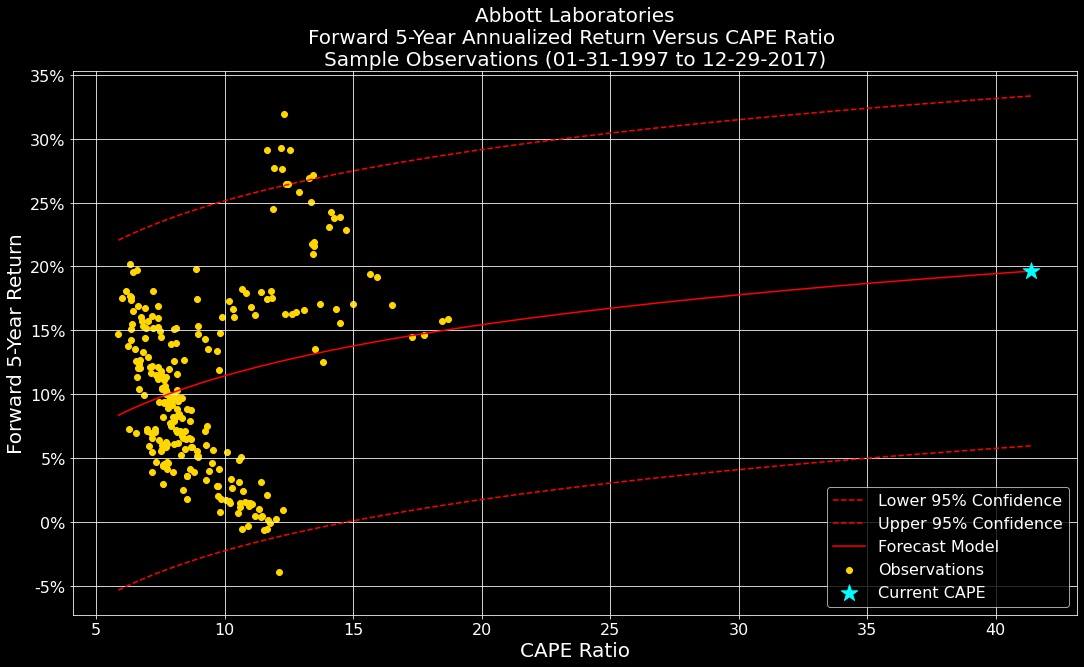 Abbott Laboratories
Forward 5-Year Annualized Return Versus CAPE Ratio
Sample Observations (01-31-1997 to 12-29-2017)
35%
30%
25%
20%
15%
10%
5%
0%
-5%
Forward 5-Year Return
Lower 95% Confidence
Upper 95% Confidence
Forecast Model
Observations
Current CAPE
5 10 15 20 25 30 35 40
CAPE Ratio